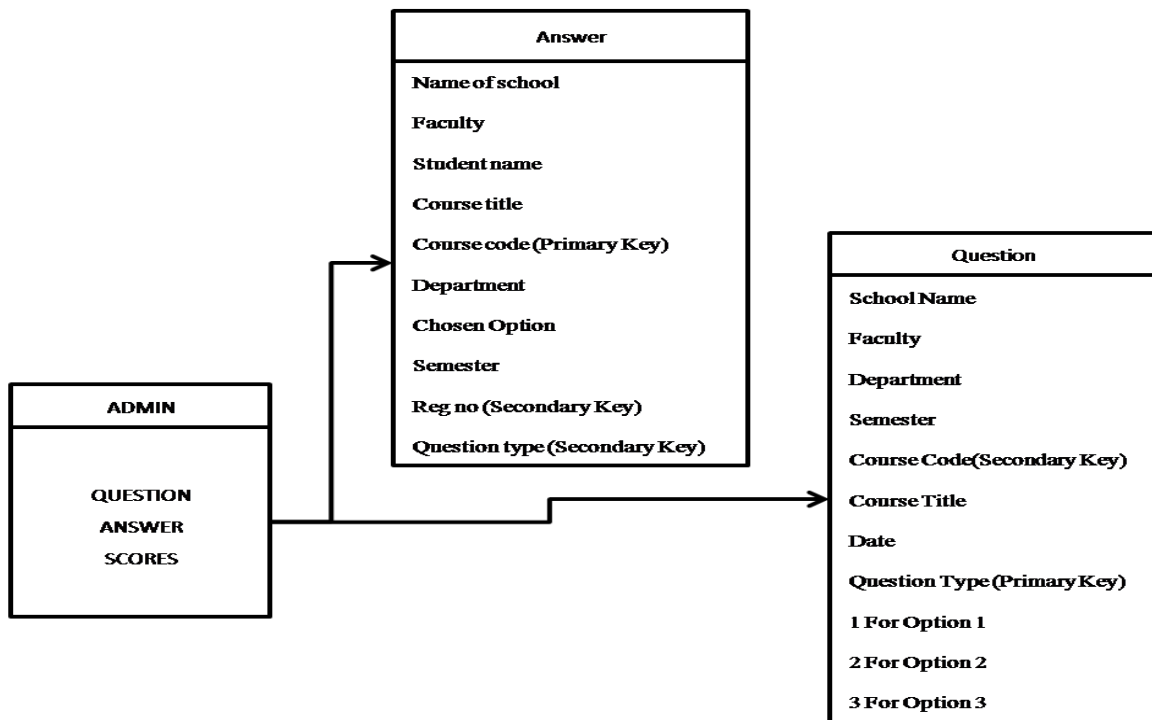 Answer
Name of school
Faculty
Student name
Course title
Course code (Primary Key)
Department
Chosen Option
Semester
Reg no (Secondary Key)
Question type (Secondary Key)
ADMIN
QUESTION
ANSWER
SCORES
Question
School Name
Faculty
Department
Semester
Course Code(Secondary Key)
Course Title
Date
Question Type (Primary Key)
1 For Option 1
2 For Option 2
3 For Option 3